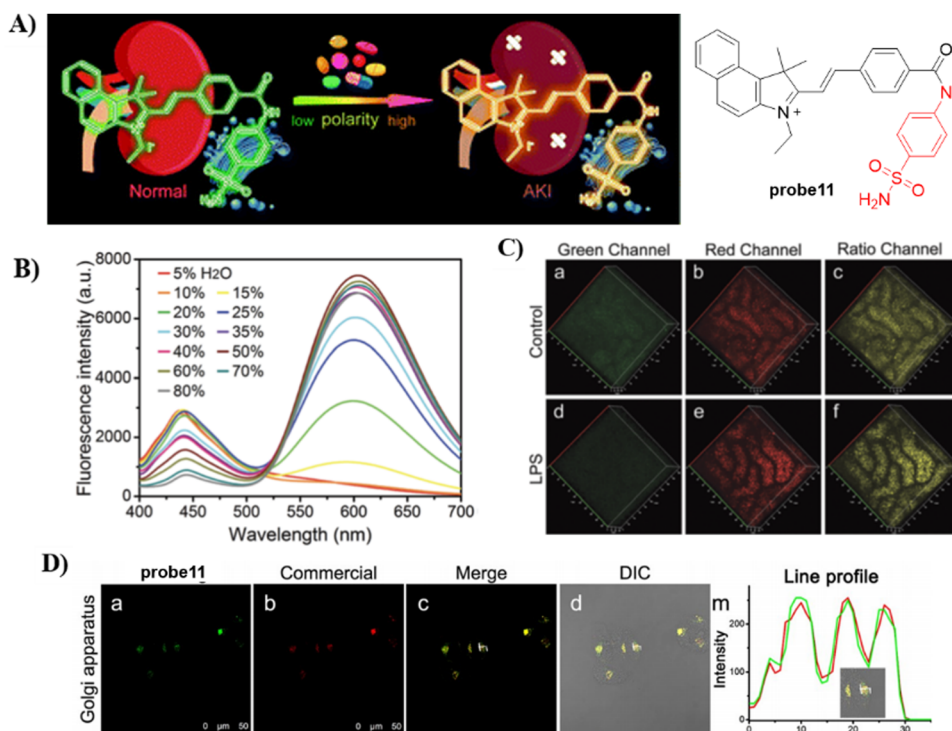 A)
low polarity high
Normal
AKI
N
+
O
N
S
O
O
H2N
probe11
B)
Fluorescence intensity (a.u.)
8000
7000
6000
4000
2000
0
5% H2O
10% 15%
20% 25%
30% 35%
40% 50%
60% 70%
80%
400 450 500 550 600 650 700
Wavelength (nm)
C)
Green Channel Red Channel Ratio Channel
Control
a b c
LPS
d e f
D)
probe11 Commercial Merge DIC
Golgi apparatus
a b c d
0 µm 50 0 µm 50
Line profile
m
Intensity
200
100
0
0 10 20 30